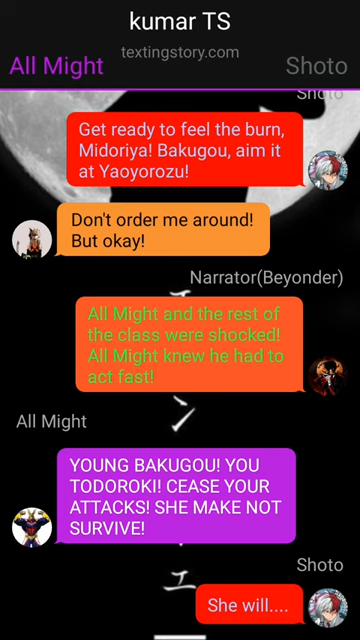 kumar TS
textingstory.com
All Might
Shoto
Shoto
Get ready to feel the burn,
Midoriya! Bakugou, aim it
at Yaoyorozu!
Don't order me around!
But okay!
Narrator(Beyonder)
All Might and the rest of
the class were shocked!
All Might knew he had to
act fast!
All Might
YOUNG BAKUGOU! YOU
TODOROKI! CEASE YOUR
ATTACKS! SHE MAKE NOT
SURVIVE!
Shoto
エ
She will....